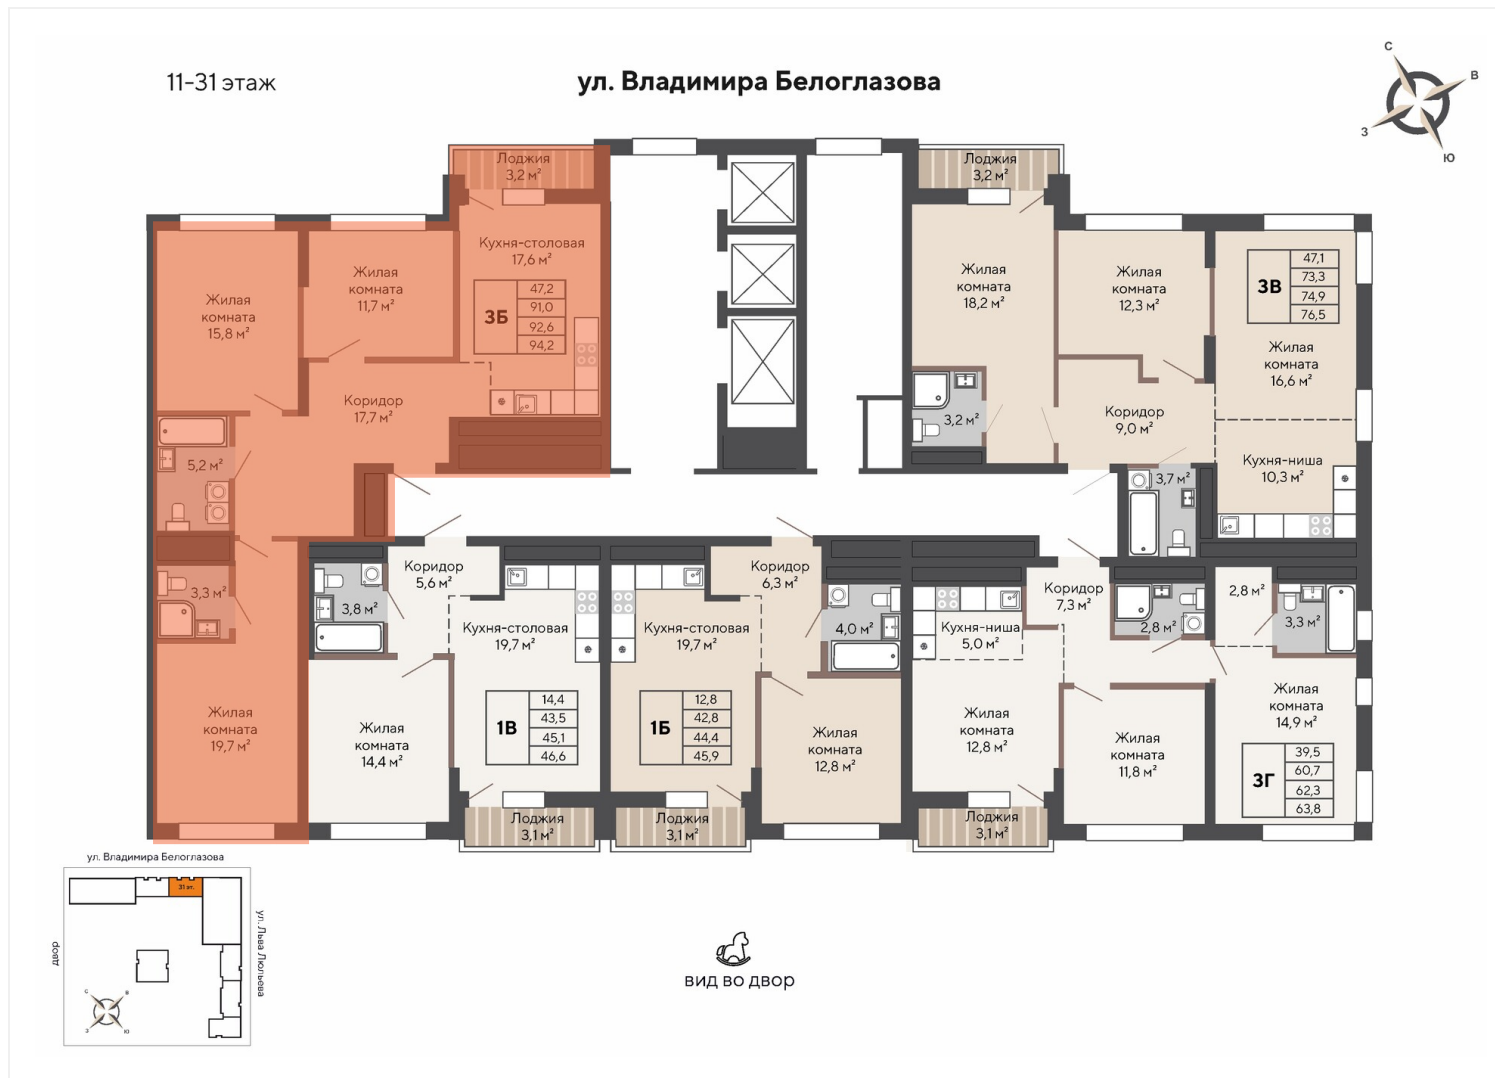 11-31 этаж
ул. Владимира Белоглазова
С
В
З
Ю
Лоджия
3,2 м²
Кухня-столовая
17,6 м²
3Б
47,2
91,0
92,6
94,2
Жилая
комната
11,7 м²
Жилая
комната
15,8 м²
Коридор
17,7 м²
5,2 м²
3,3 м²
Жилая
комната
19,7 м²
Лоджия
3,2 м²
Жилая
комната
18,2 м²
Жилая
комната
12,3 м²
3В
47,1
73,3
74,9
76,5
Жилая
комната
16,6 м²
3,2 м²
Коридор
9,0 м²
Кухня-ниша
10,3 м²
3,7 м²
3,8 м²
Коридор
5,6 м²
Кухня-столовая
19,7 м²
1В
14,4
43,5
45,1
46,6
Жилая
комната
14,4 м²
Лоджия
3,1 м²
Коридор
6,3 м²
Кухня-столовая
19,7 м²
4,0 м²
1Б
12,8
42,8
44,4
45,9
Жилая
комната
12,8 м²
Лоджия
3,1 м²
Кухня-ниша
5,0 м²
Коридор
7,3 м²
2,8 м²
2,8 м²
3,3 м²
Жилая
комната
12,8 м²
Жилая
комната
11,8 м²
Жилая
комната
14,9 м²
3Г
39,5
60,7
62,3
63,8
Лоджия
3,1 м²
ул. Владимира Белоглазова
31 эт.
двор
ул. Льва Люльева
С
В
З
Ю
вид во двор